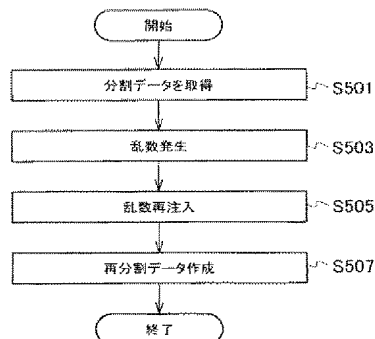 開始
分割データを取得 S501
乱数発生 S503
乱数再注入 S505
再分割データ作成 S507
終了